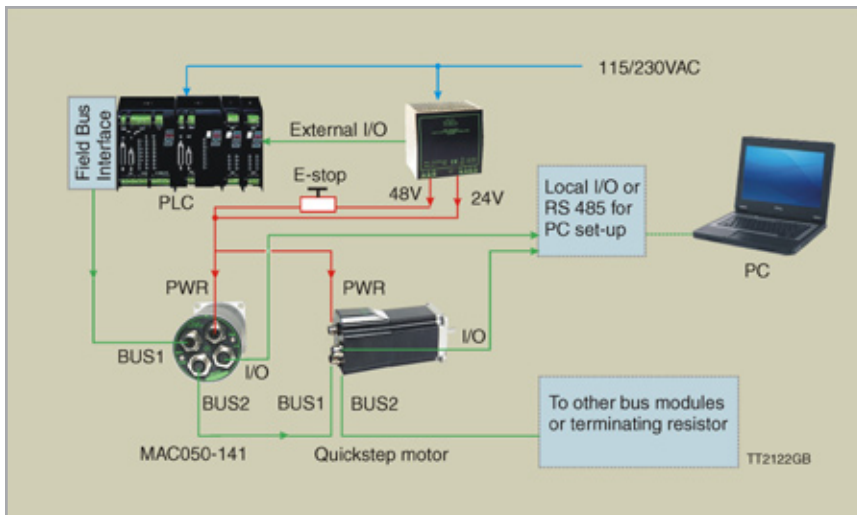 115/230VAC
Field Bus
Interface
External I/O
PLC
E-stop
48V
24V
Local I/O or
RS 485 for
PC set-up
PC
PWR
PWR
BUS1
I/O
I/O
BUS2
BUS1
BUS2
To other bus modules
or terminating resistor
MAC050-141
Quickstep motor
TT2122GB